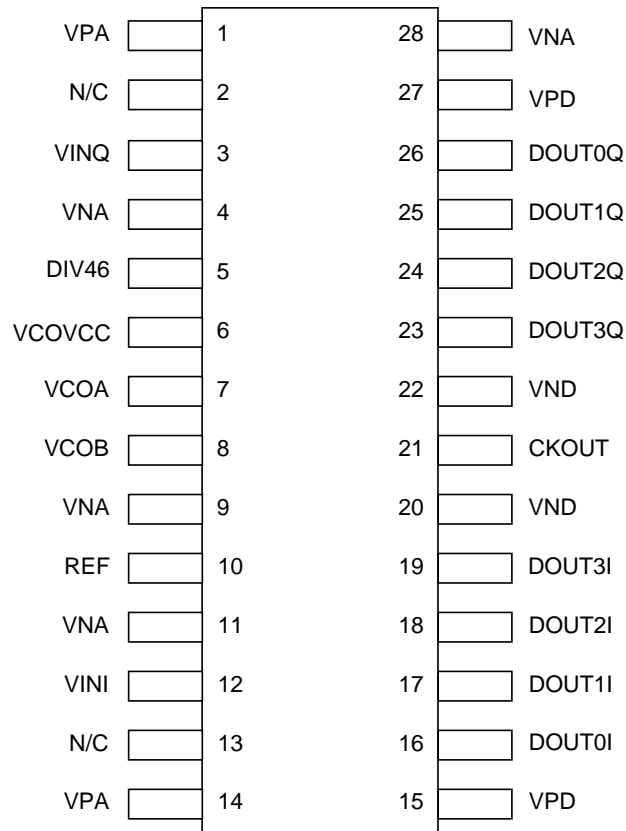 VPA 1 28 VNA
N/C 2 27 VPD
VINQ 3 26 DOUT0Q
VNA 4 25 DOUT1Q
DIV46 5 24 DOUT2Q
VCOVCC 6 23 DOUT3Q
VCOA 7 22 VND
VCOB 8 21 CKOUT
VNA 9 20 VND
REF 10 19 DOUT3I
VNA 11 18 DOUT2I
VINI 12 17 DOUT1I
N/C 13 16 DOUT0I
VPA 14 15 VPD